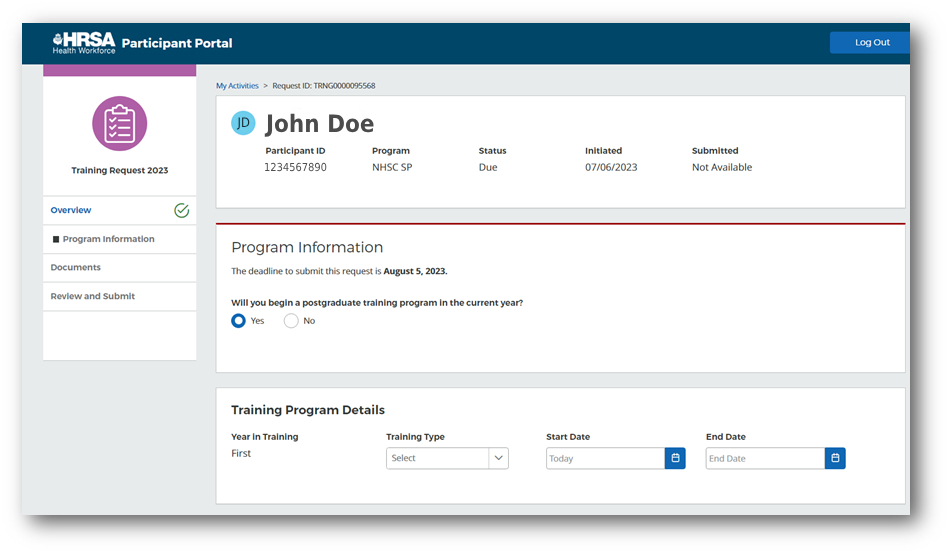 HRSA
Health Workforce
Participant Portal
Log Out
My Activities > Request ID: TRNG0000095568
Training Request 2023
Overview
Program Information
Documents
Review and Submit
JD John Doe
Participant ID Program Status Initiated Submitted
1234567890 NHSC SP Due 07/06/2023 Not Available
Program Information
The deadline to submit this request is August 5, 2023.
Will you begin a postgraduate training program in the current year?
Yes No
Training Program Details
Year in Training Training Type Start Date End Date
First Select Today End Date